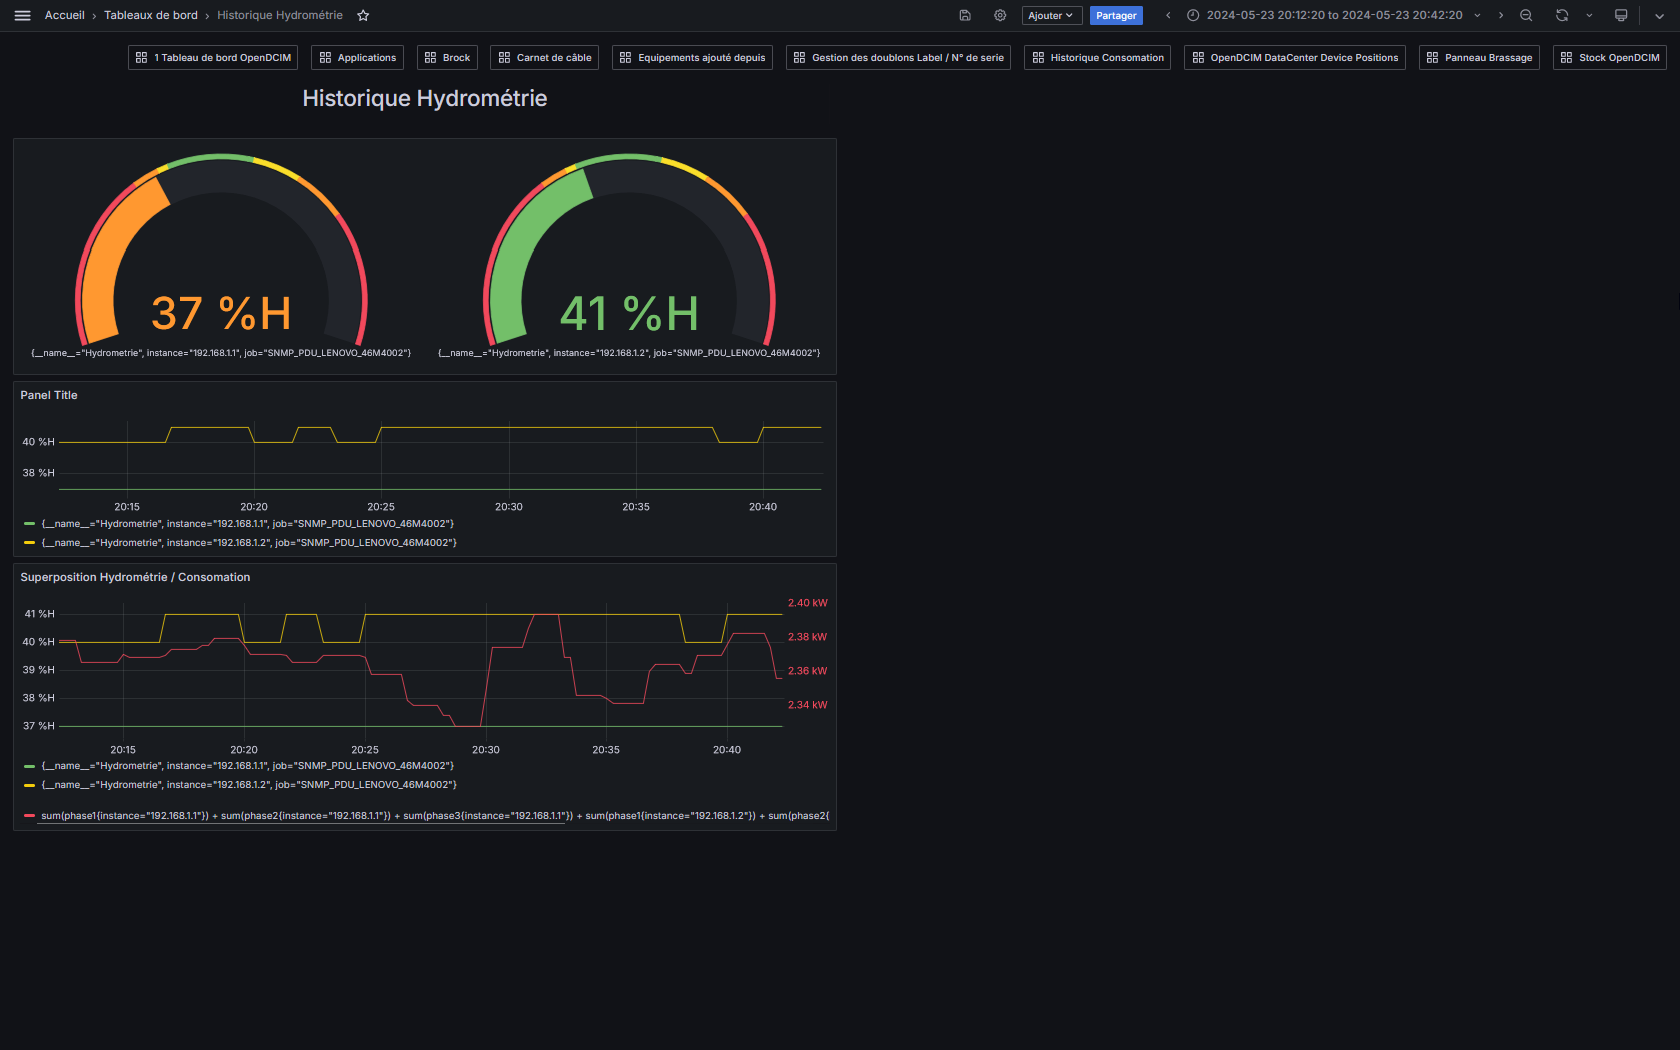 Accueil › Tableaux de bord › Historique Hydrométrie
Ajouter
Partager
2024-05-23 20:12:20 to 2024-05-23 20:42:20
1 Tableau de bord OpenDCIM
Applications
Brock
Carnet de câble
Equipements ajouté depuis
Gestion des doublons Label / N° de serie
Historique Consomation
OpenDCIM DataCenter Device Positions
Panneau Brassage
Stock OpenDCIM
Historique Hydrométrie
37 %H
41 %H
{__name__="Hydrometrie", instance="192.168.1.1", job="SNMP_PDU_LENOVO_46M4002"}
{__name__="Hydrometrie", instance="192.168.1.2", job="SNMP_PDU_LENOVO_46M4002"}
Panel Title
40 %H
38 %H
20:15 20:20 20:25 20:30 20:35 20:40
{__name__="Hydrometrie", instance="192.168.1.1", job="SNMP_PDU_LENOVO_46M4002"}
{__name__="Hydrometrie", instance="192.168.1.2", job="SNMP_PDU_LENOVO_46M4002"}
Superposition Hydrométrie / Consomation
2.40 kW
41 %H
40 %H
2.38 kW
39 %H
2.36 kW
38 %H
2.34 kW
37 %H
20:15 20:20 20:25 20:30 20:35 20:40
{__name__="Hydrometrie", instance="192.168.1.1", job="SNMP_PDU_LENOVO_46M4002"}
{__name__="Hydrometrie", instance="192.168.1.2", job="SNMP_PDU_LENOVO_46M4002"}
sum(phase1{instance="192.168.1.1"}) + sum(phase2{instance="192.168.1.1"}) + sum(phase3{instance="192.168.1.1"}) + sum(phase1{instance="192.168.1.2"}) + sum(phase2{